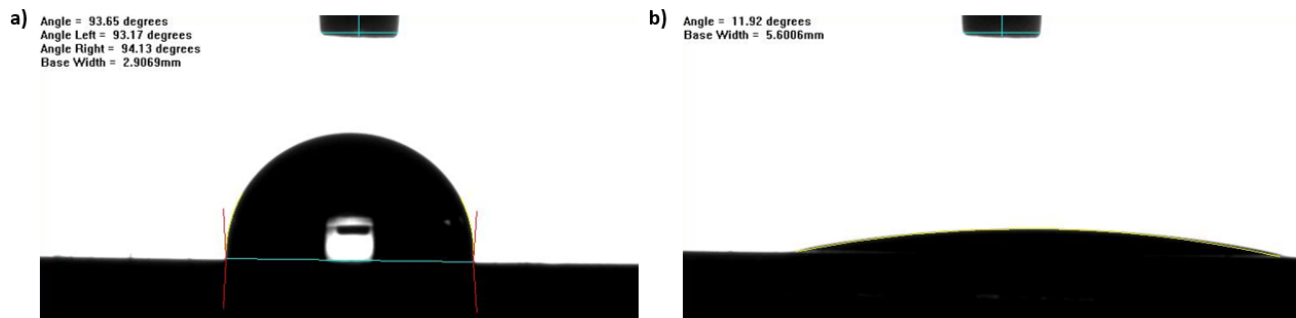 a)
Angle = 93.65 degrees
Angle Left = 93.17 degrees
Angle Right = 94.13 degrees
Base Width = 2.9069mm
b)
Angle = 11.92 degrees
Base Width = 5.6006mm